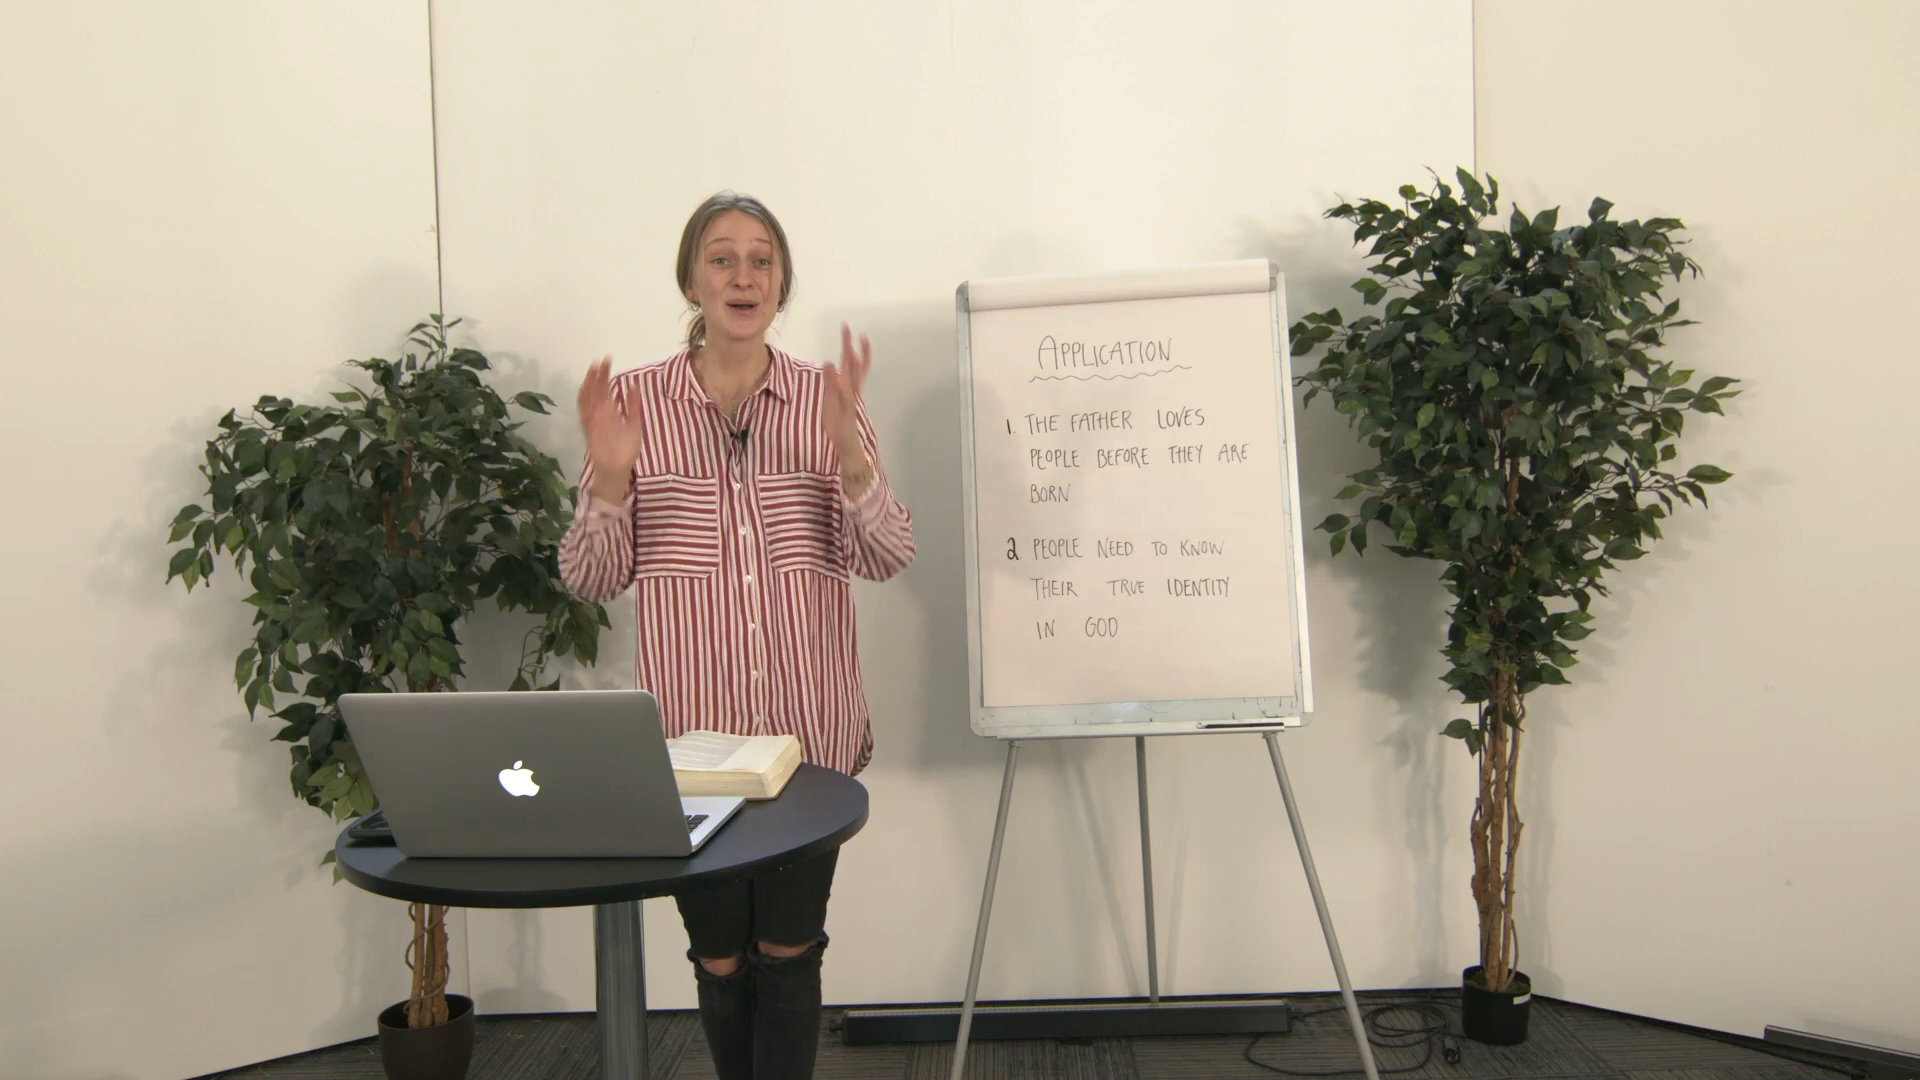 APPLICATION
1. THE FATHER LOVES
PEOPLE BEFORE THEY ARE
BORN
2 PEOPLE NEED TO KNOW
THEIR TRUE IDENTITY
IN GOD